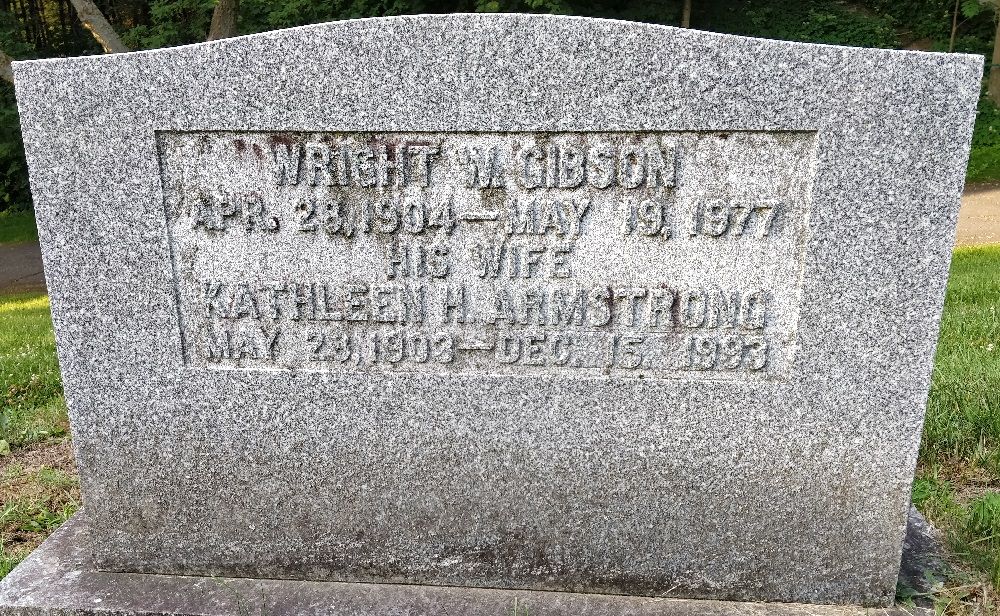 WRIGHT W. GIBSON
APR. 28, 1904—MAY 19, 1977
HIS WIFE
KATHLEEN H. ARMSTRONG
MAY 23, 1903—DEC. 15, 1993